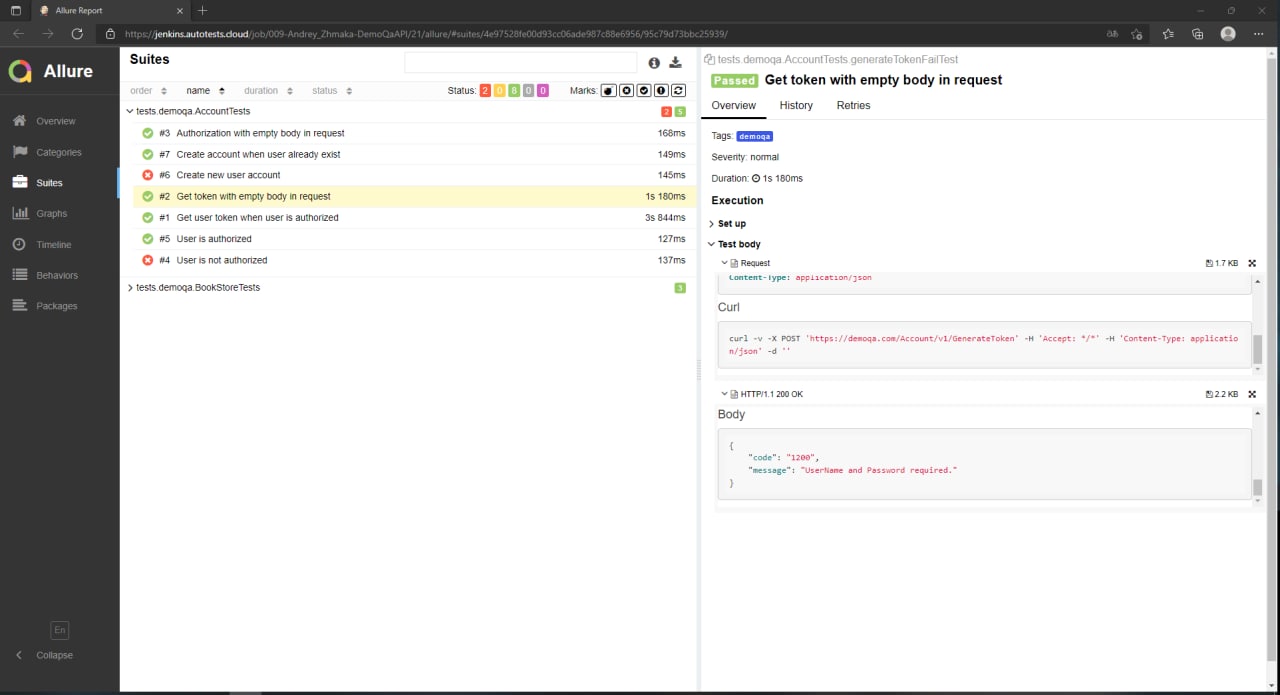 Allure Report
https://jenkins.autotests.cloud/job/009-Andrey_Zhmaka-DemoQaAPI/21/allure/#suites/4e97528fe00d93cc06ade987c88e6956/95c79d73bbc25939/
Allure
Overview
Categories
Suites
Graphs
Timeline
Behaviors
Packages
En
Collapse
Suites
order name duration status Status: 2 0 8 0 0 Marks:
tests.demoqa.AccountTests 2 5
#3 Authorization with empty body in request 168ms
#7 Create account when user already exist 149ms
#6 Create new user account 145ms
#2 Get token with empty body in request 1s 180ms
#1 Get user token when user is authorized 3s 844ms
#5 User is authorized 127ms
#4 User is not authorized 137ms
tests.demoqa.BookStoreTests 3
tests.demoqa.AccountTests.generateTokenFailTest
Passed Get token with empty body in request
Overview History Retries
Tags: demoqa
Severity: normal
Duration: 1s 180ms
Execution
Set up
Test body
Request 1.7 KB
Content-Type: application/json
Curl
curl -v -X POST 'https://demoqa.com/Account/v1/GenerateToken' -H 'Accept: */*' -H 'Content-Type: applicatio
n/json' -d ''
HTTP/1.1 200 OK 2.2 KB
Body
{
"code": "1200",
"message": "UserName and Password required."
}